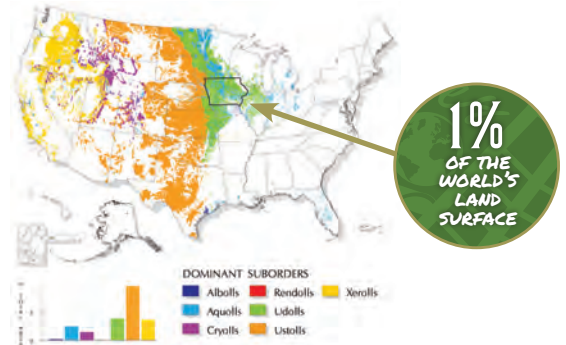 1%
OF THE
WORLD'S
LAND
SURFACE
DOMINANT SUBORDERS
Albolls Rendolls Xerolls
Aquolls Udolls
Cryolls Ustolls